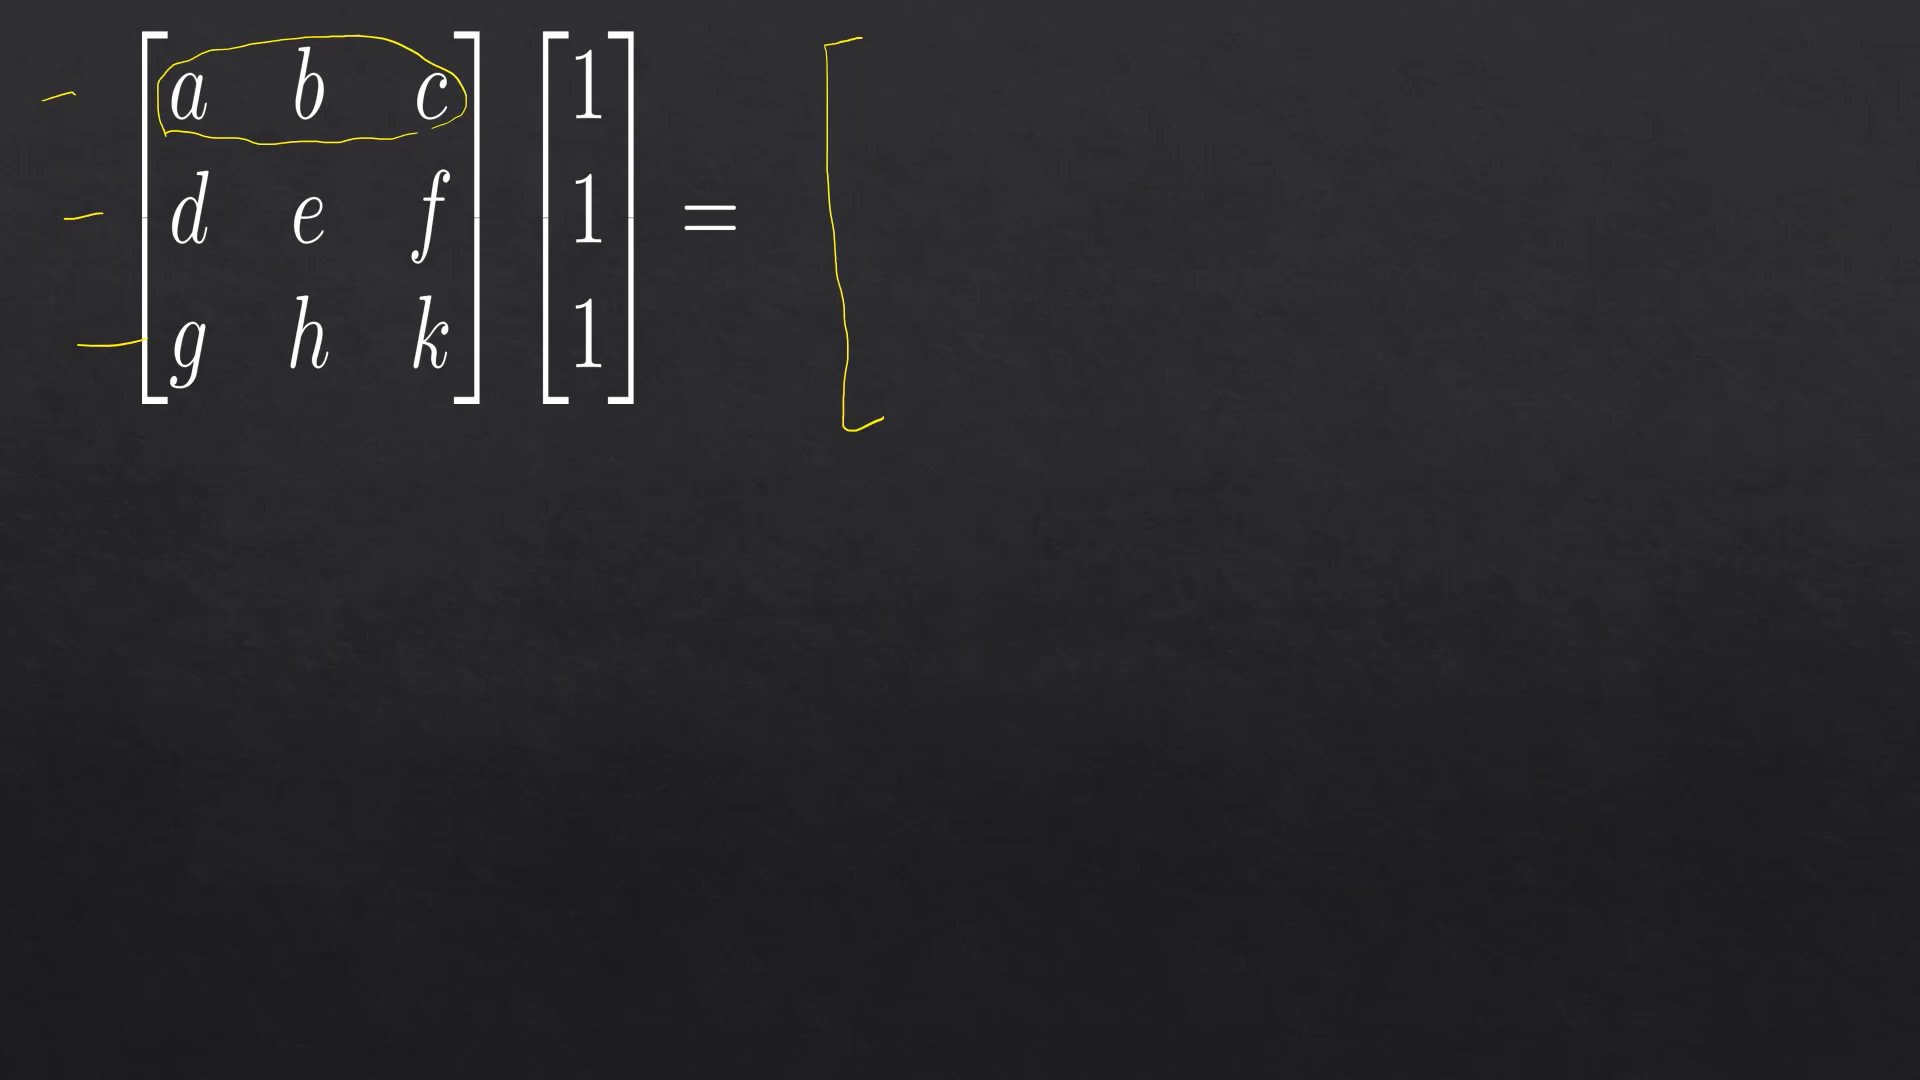 [a b c] [1]
[d e f] [1] = [
[g h k] [1]